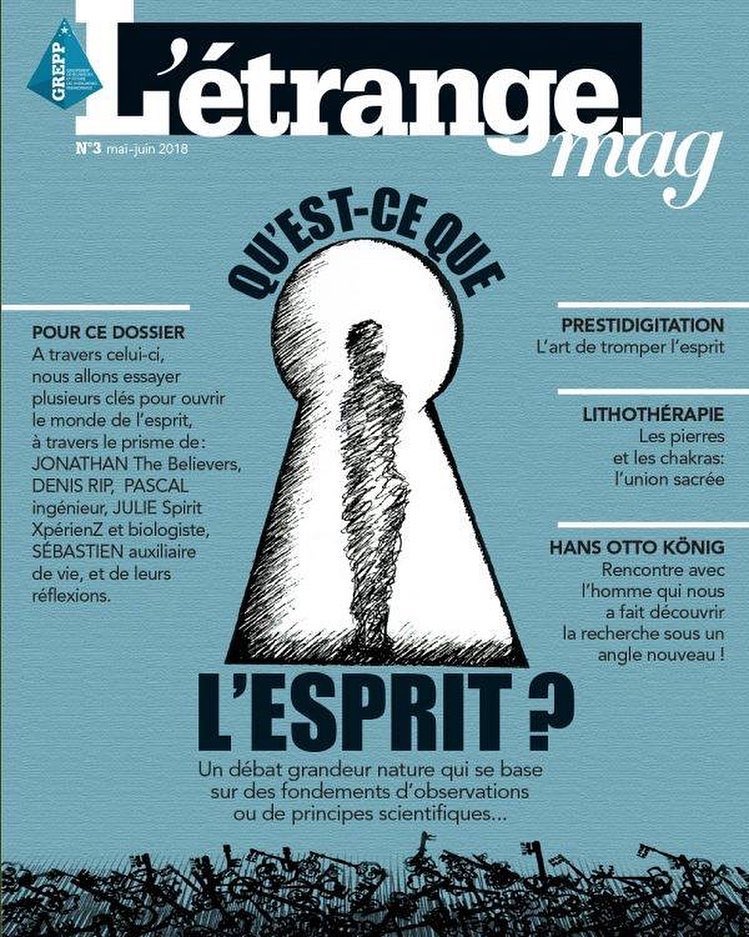 GREPP
L'étrange.
mag
N°3 mai-juin 2018
QU'EST-CE QUE
POUR CE DOSSIER
A travers celui-ci,
nous allons essayer
plusieurs clés pour ouvrir
le monde de l'esprit,
à travers le prisme de:
JONATHAN The Believers,
DENIS RIP, PASCAL
ingénieur, JULIE Spirit
XpérienZ et biologiste,
SÉBASTIEN auxiliaire
de vie, et de leurs
réflexions.
PRESTIDIGITATION
L'art de tromper l'esprit
LITHOTHÉRAPIE
Les pierres
et les chakras:
l'union sacrée
HANS OTTO KÖNIG
Rencontre avec
l'homme qui nous
a fait découvrir
la recherche sous un
angle nouveau !
L'ESPRIT ?
Un débat grandeur nature qui se base
sur des fondements d'observations
ou de principes scientifiques...